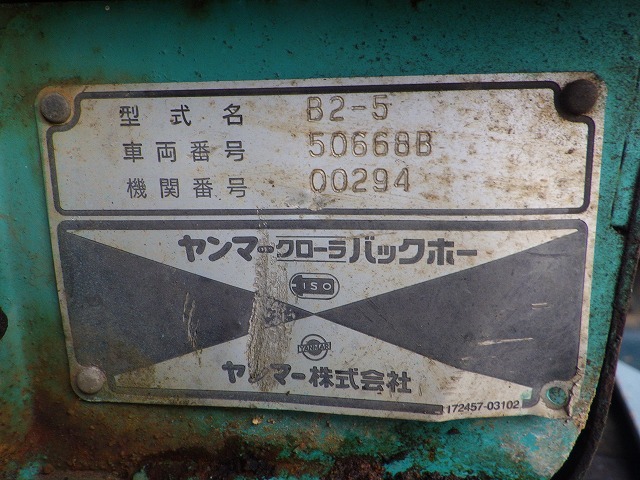 型式名 B2-5
車両番号 50668B
機関番号 00294
ヤンマークローラバックホー
ISO
YANMAR
ヤンマー株式会社
172457-03102